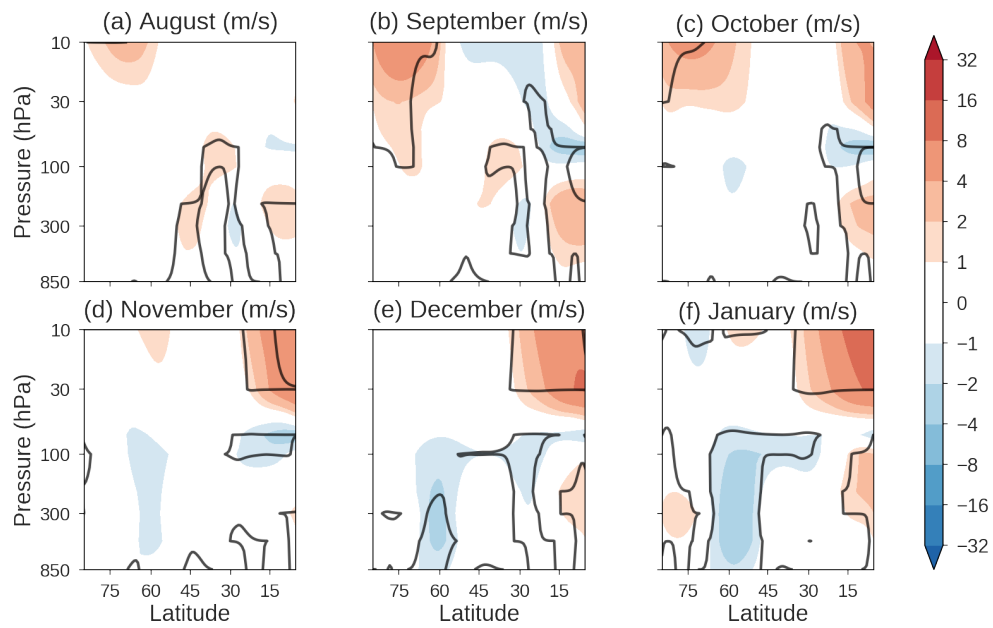 (a) August (m/s)
(b) September (m/s)
(c) October (m/s)
Pressure (hPa)
10
30
100
300
850
32
16
8
4
2
1
0
−1
−2
−4
−8
−16
−32
(d) November (m/s)
(e) December (m/s)
(f) January (m/s)
Pressure (hPa)
10
30
100
300
850
75 60 45 30 15
75 60 45 30 15
75 60 45 30 15
Latitude
Latitude
Latitude